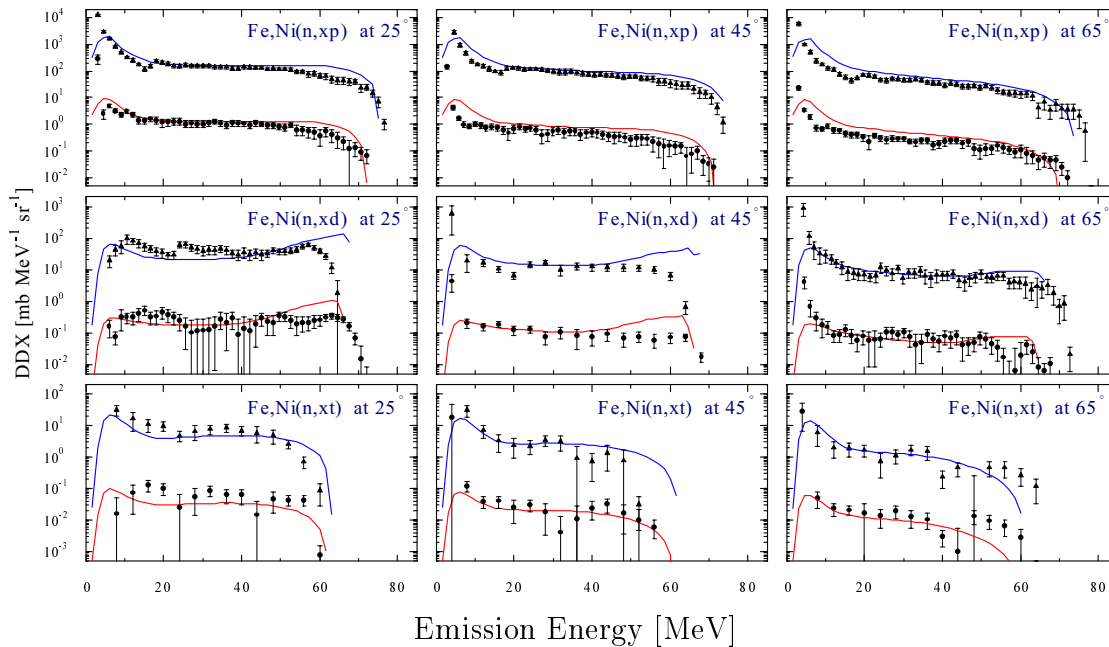 DDX [mb MeV⁻¹ sr⁻¹]
10⁴
10³
10²
10¹
10⁰
10⁻¹
10⁻²
Fe,Ni(n,xp) at 25°
Fe,Ni(n,xp) at 45°
Fe,Ni(n,xp) at 65°
10²
10¹
10⁰
10⁻¹
10⁻²
Fe,Ni(n,xd) at 25°
Fe,Ni(n,xd) at 45°
Fe,Ni(n,xd) at 65°
10²
10¹
10⁰
10⁻¹
10⁻²
10⁻³
Fe,Ni(n,xt) at 25°
Fe,Ni(n,xt) at 45°
Fe,Ni(n,xt) at 65°
0 20 40 60 80
0 20 40 60 80
0 20 40 60 80
Emission Energy [MeV]